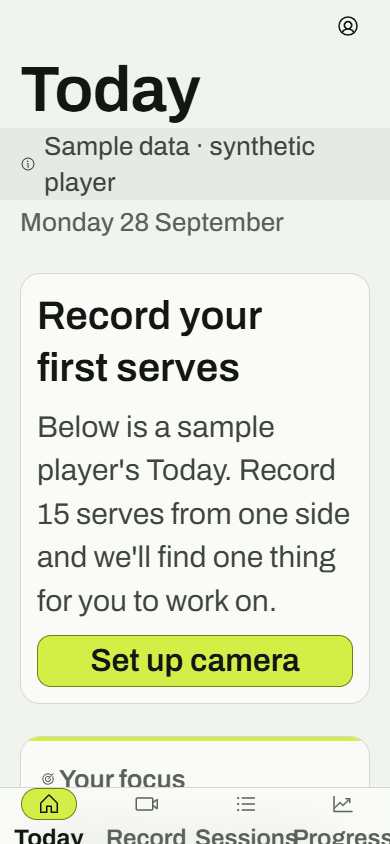 Today
Sample data · synthetic
player
Monday 28 September
Record your
first serves
Below is a sample
player's Today. Record
15 serves from one side
and we'll find one thing
for you to work on.
Set up camera
Your focus
Today Record Sessions Progress